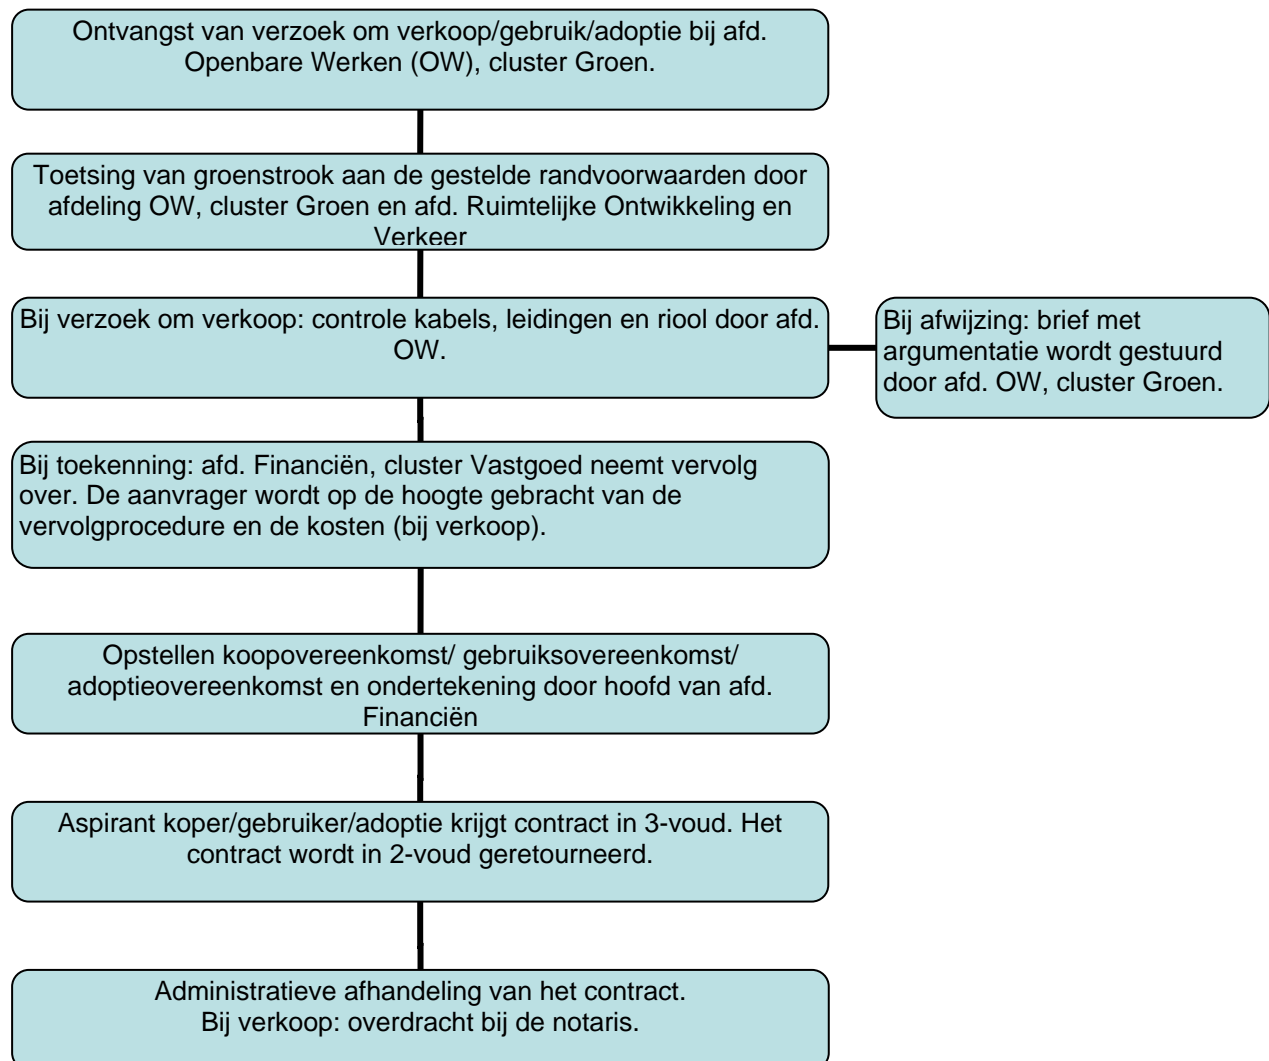 Ontvangst van verzoek om verkoop/gebruik/adoptie bij afd.
Openbare Werken (OW), cluster Groen.
Toetsing van groenstrook aan de gestelde randvoorwaarden door
afdeling OW, cluster Groen en afd. Ruimtelijke Ontwikkeling en
Verkeer
Bij verzoek om verkoop: controle kabels, leidingen en riool door afd.
OW.
Bij afwijzing: brief met
argumentatie wordt gestuurd
door afd. OW, cluster Groen.
Bij toekenning: afd. Financiën, cluster Vastgoed neemt vervolg
over. De aanvrager wordt op de hoogte gebracht van de
vervolgprocedure en de kosten (bij verkoop).
Opstellen koopovereenkomst/ gebruiksovereenkomst/
adoptieovereenkomst en ondertekening door hoofd van afd.
Financiën
Aspirant koper/gebruiker/adoptie krijgt contract in 3-voud. Het
contract wordt in 2-voud geretourneerd.
Administratieve afhandeling van het contract.
Bij verkoop: overdracht bij de notaris.